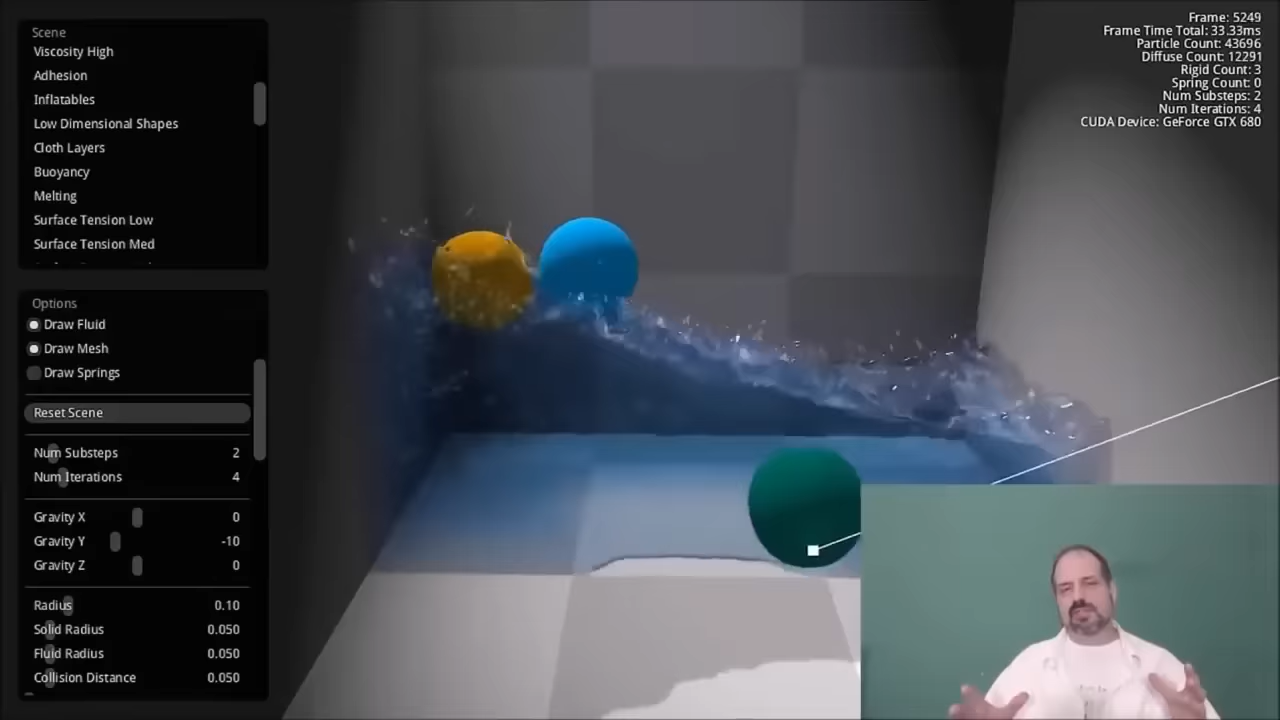 Scene
Viscosity High
Adhesion
Inflatables
Low Dimensional Shapes
Cloth Layers
Buoyancy
Melting
Surface Tension Low
Surface Tension Med
Options
Draw Fluid
Draw Mesh
Draw Springs
Reset Scene
Num Substeps 2
Num Iterations 4
Gravity X 0
Gravity Y -10
Gravity Z 0
Radius 0.10
Solid Radius 0.050
Fluid Radius 0.050
Collision Distance 0.050
Frame: 5249
Frame Time Total: 33.33ms
Particle Count: 43696
Diffuse Count: 12291
Rigid Count: 3
Spring Count: 0
Num Substeps: 2
Num Iterations: 4
CUDA Device: GeForce GTX 680